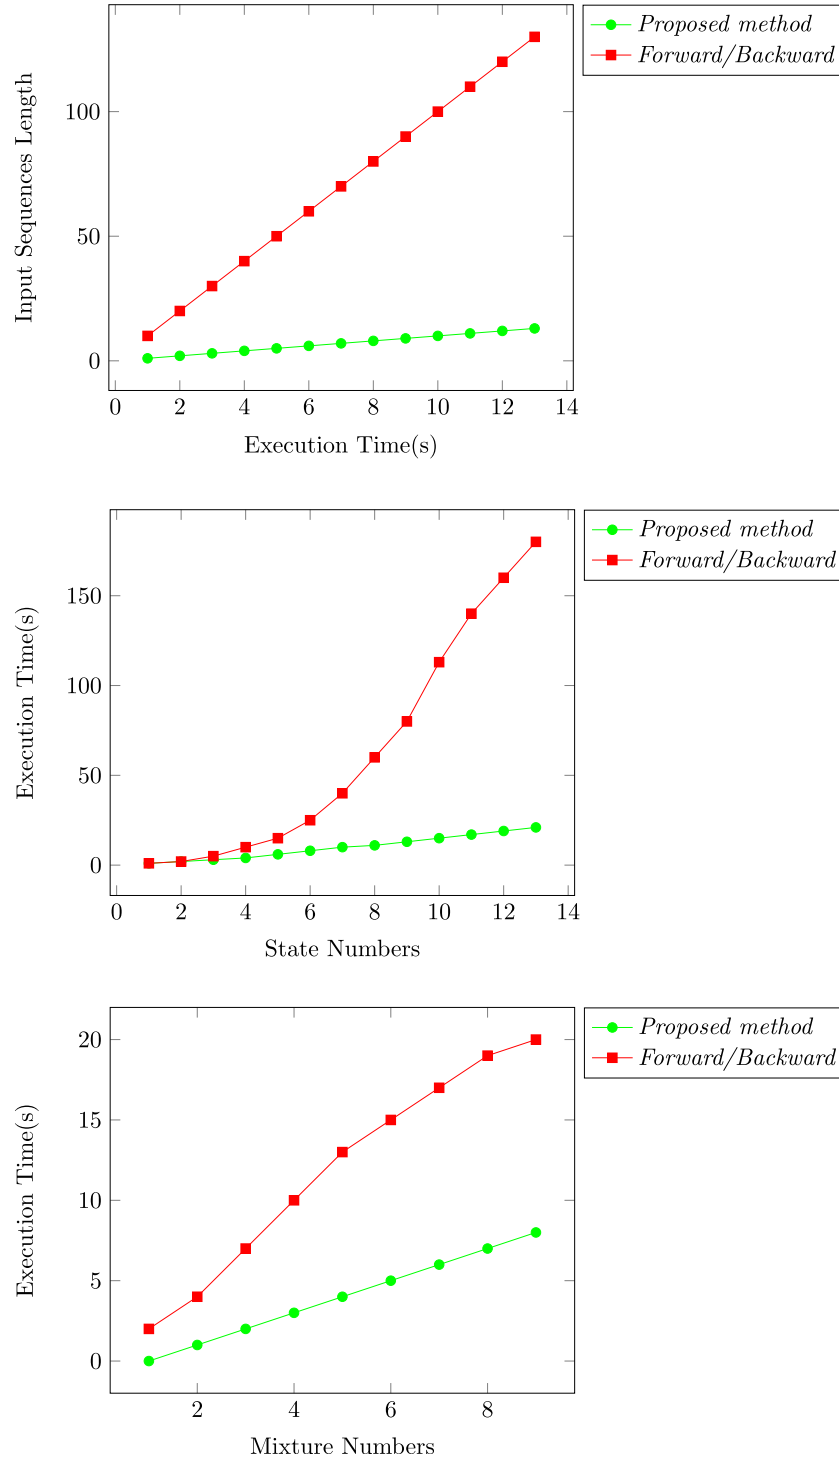 Proposed method
Forward/Backward
100
50
0
0 2 4 6 8 10 12 14
Input Sequences Length
Execution Time(s)
Proposed method
Forward/Backward
150
100
50
0
0 2 4 6 8 10 12 14
Execution Time(s)
State Numbers
Proposed method
Forward/Backward
20
15
10
5
0
2 4 6 8
Execution Time(s)
Mixture Numbers